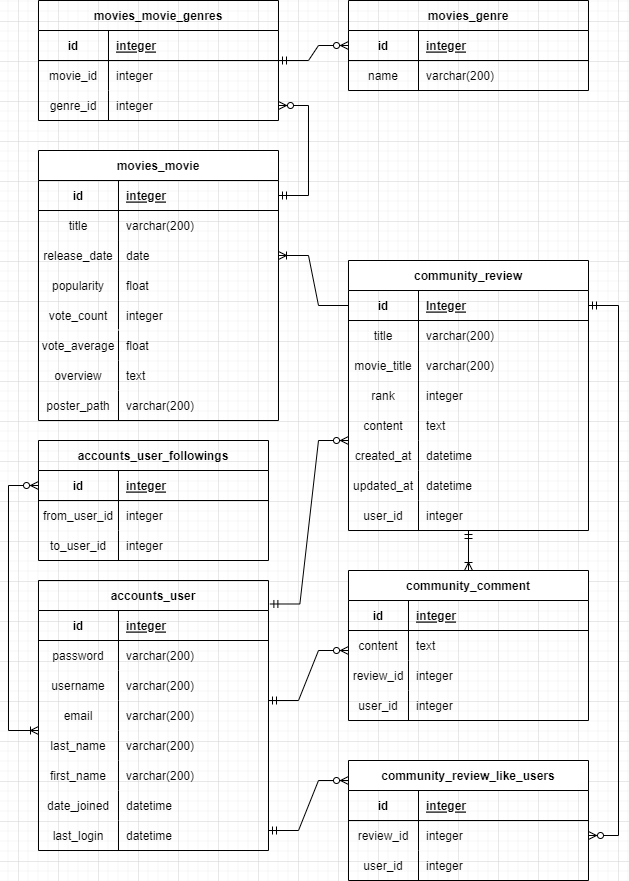 movies_movie_genres
id integer
movie_id integer
genre_id integer
movies_genre
id integer
name varchar(200)
movies_movie
id integer
title varchar(200)
release_date date
popularity float
vote_count integer
vote_average float
overview text
poster_path varchar(200)
community_review
id Integer
title varchar(200)
movie_title varchar(200)
rank integer
content text
created_at datetime
updated_at datetime
user_id integer
accounts_user_followings
id integer
from_user_id integer
to_user_id integer
accounts_user
id integer
password varchar(200)
username varchar(200)
email varchar(200)
last_name varchar(200)
first_name varchar(200)
date_joined datetime
last_login datetime
community_comment
id integer
content text
review_id integer
user_id integer
community_review_like_users
id integer
review_id integer
user_id integer